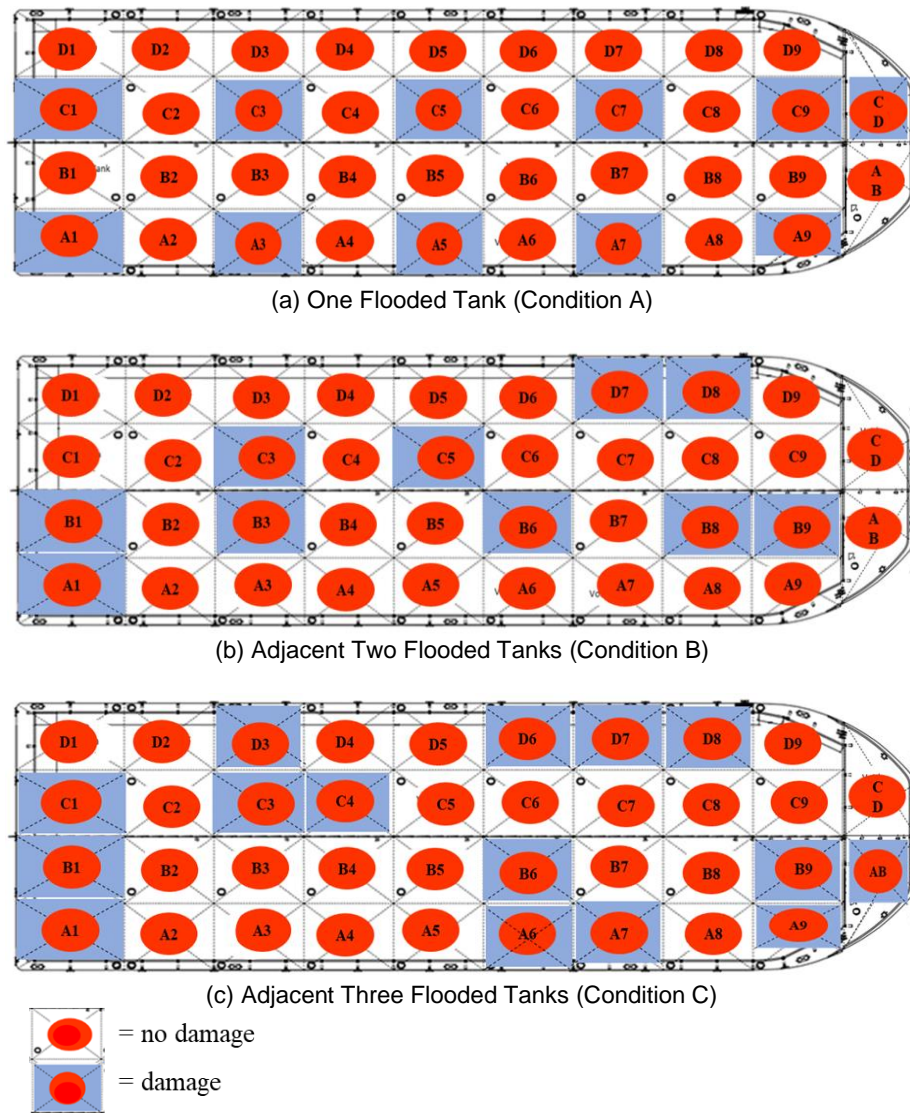 D1 D2 D3 D4 D5 D6 D7 D8 D9
C1 C2 C3 C4 C5 C6 C7 C8 C9 C D
B1 B2 B3 B4 B5 B6 B7 B8 B9 A B
A1 A2 A3 A4 A5 A6 A7 A8 A9
(a) One Flooded Tank (Condition A)
D1 D2 D3 D4 D5 D6 D7 D8 D9
C1 C2 C3 C4 C5 C6 C7 C8 C9 C D
B1 B2 B3 B4 B5 B6 B7 B8 B9 A B
A1 A2 A3 A4 A5 A6 A7 A8 A9
(b) Adjacent Two Flooded Tanks (Condition B)
D1 D2 D3 D4 D5 D6 D7 D8 D9
C1 C2 C3 C4 C5 C6 C7 C8 C9 C D
B1 B2 B3 B4 B5 B6 B7 B8 B9 AB
A1 A2 A3 A4 A5 A6 A7 A8 A9
(c) Adjacent Three Flooded Tanks (Condition C)
= no damage
= damage